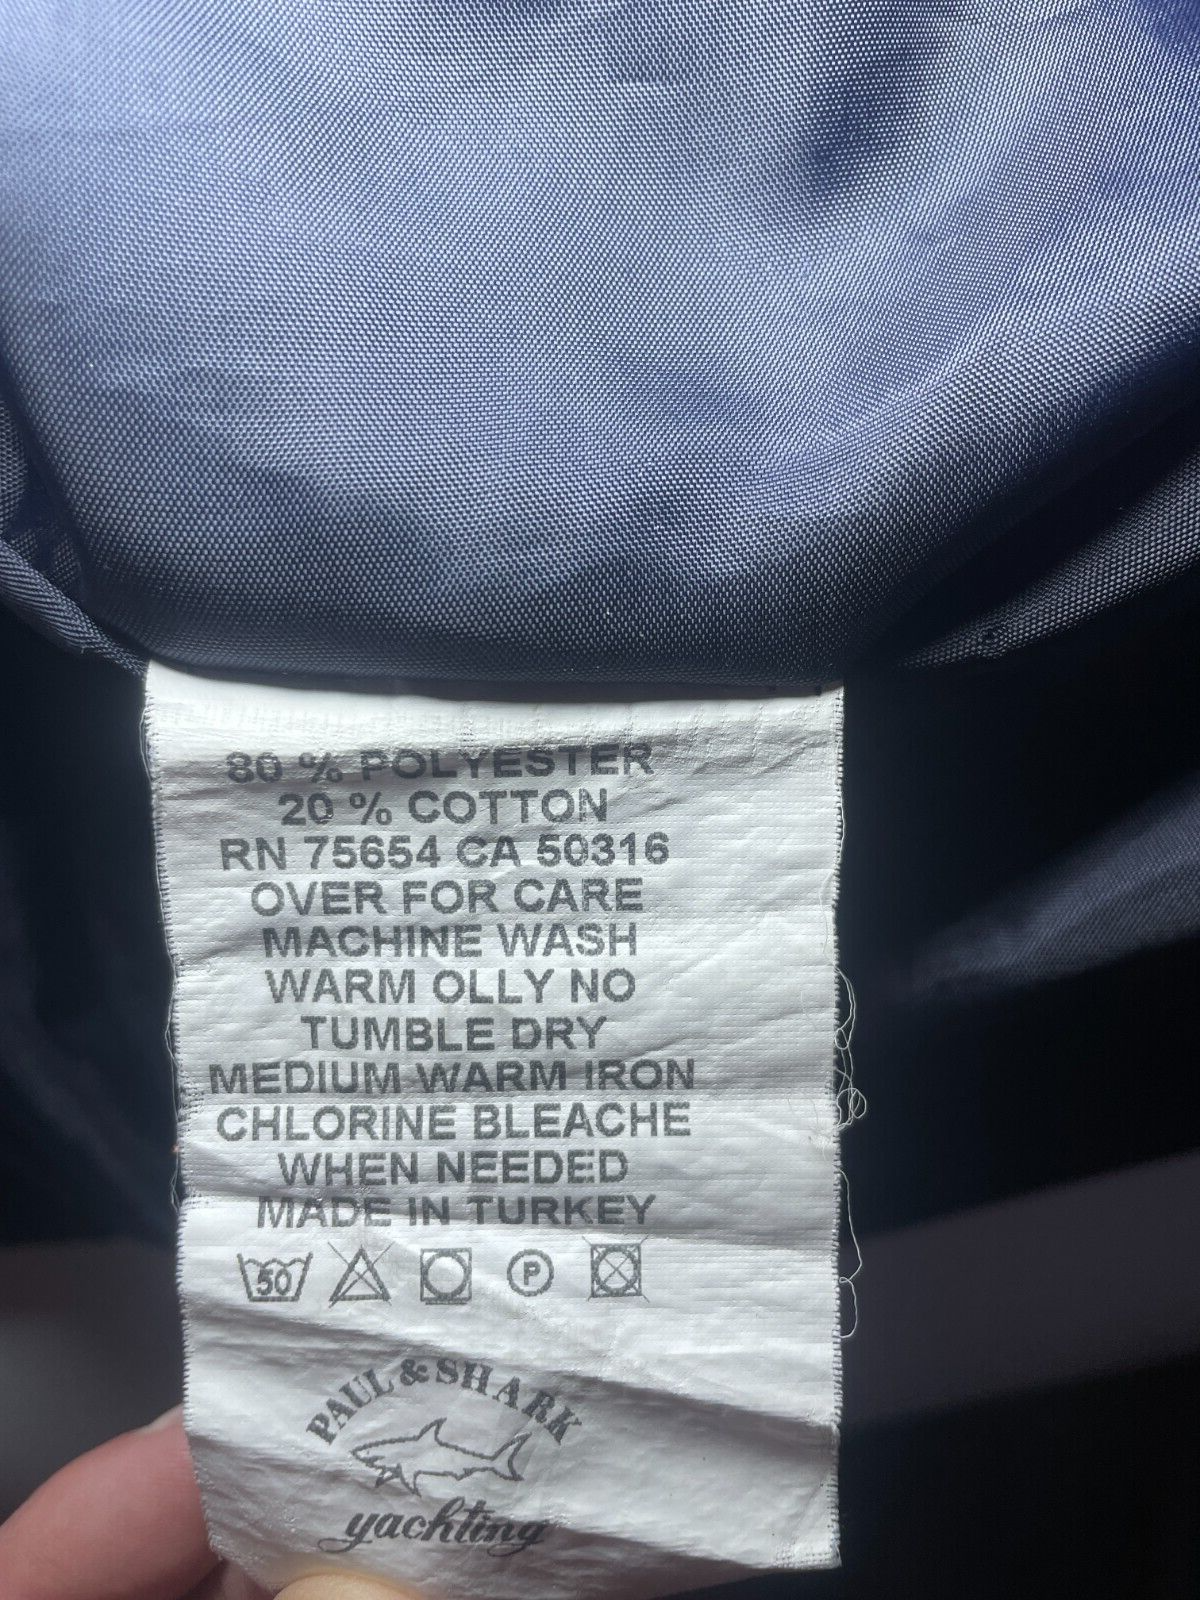 80 % POLYESTER
20 % COTTON
RN 75654 CA 50316
OVER FOR CARE
MACHINE WASH
WARM OLLY NO
TUMBLE DRY
MEDIUM WARM IRON
CHLORINE BLEACHE
WHEN NEEDED
MADE IN TURKEY
50 P
PAUL & SHARK
yachting